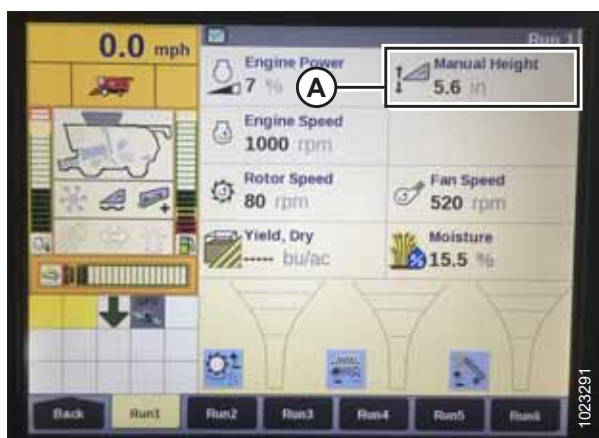 0.0 mph
Run 1
Engine Power
7 %
A
Manual Height
5.6 in
Engine Speed
1000 rpm
Rotor Speed
80 rpm
Fan Speed
520 rpm
Yield, Dry
----- bu/ac
Moisture
15.5 %
Back
Run1
Run2
Run3
Run4
Run5
Run6
1023291